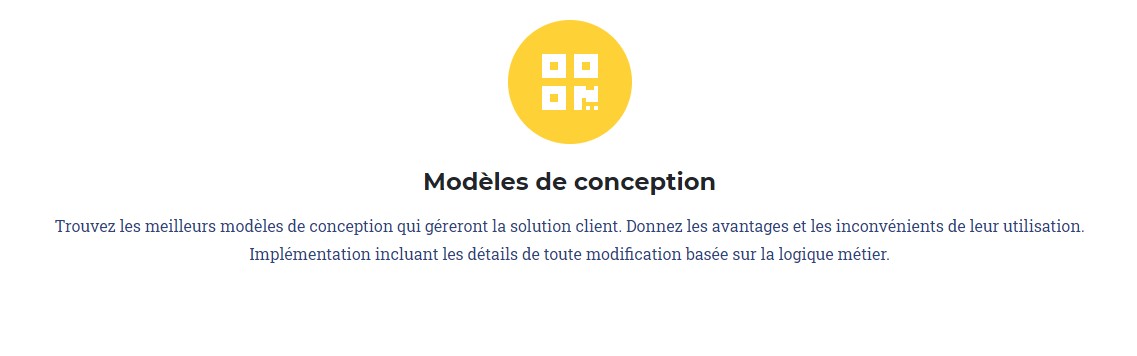 Modèles de conception
Trouvez les meilleurs modèles de conception qui géreront la solution client. Donnez les avantages et les inconvénients de leur utilisation.
Implémentation incluant les détails de toute modification basée sur la logique métier.